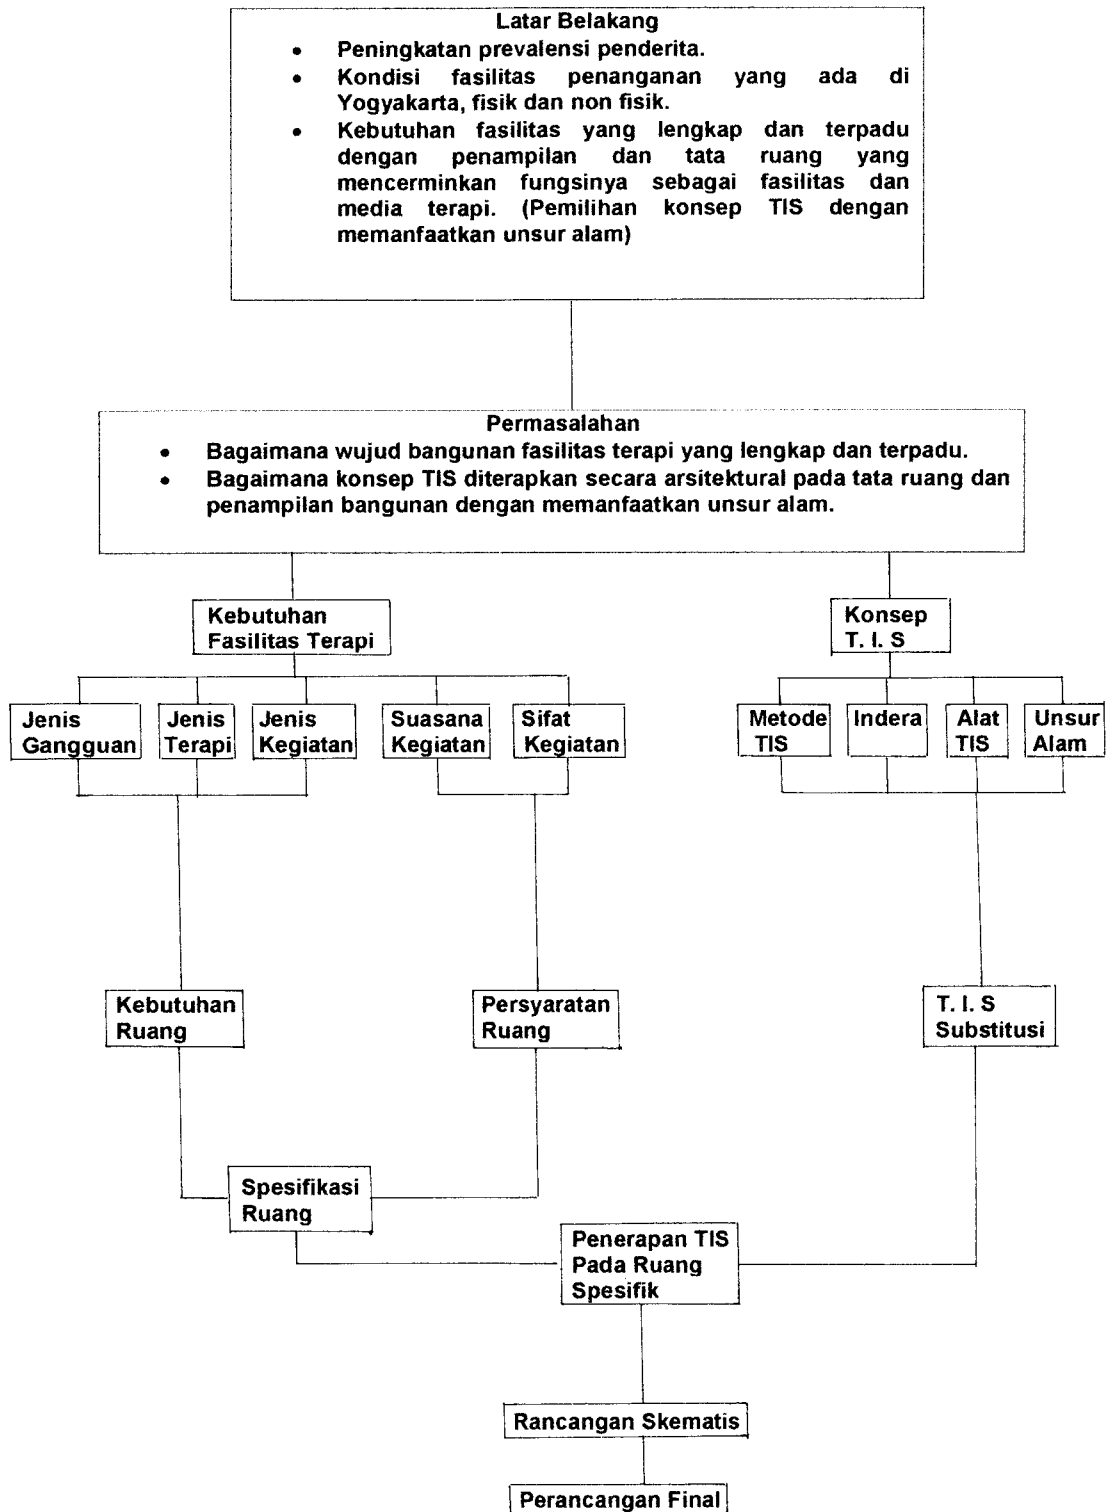 Latar Belakang
• Peningkatan prevalensi penderita.
• Kondisi fasilitas penanganan yang ada di
Yogyakarta, fisik dan non fisik.
• Kebutuhan fasilitas yang lengkap dan terpadu
dengan penampilan dan tata ruang yang
mencerminkan fungsinya sebagai fasilitas dan
media terapi. (Pemilihan konsep TIS dengan
memanfaatkan unsur alam)
Permasalahan
• Bagaimana wujud bangunan fasilitas terapi yang lengkap dan terpadu.
• Bagaimana konsep TIS diterapkan secara arsitektural pada tata ruang dan
penampilan bangunan dengan memanfaatkan unsur alam.
Kebutuhan
Fasilitas Terapi
Konsep
T. I. S
Jenis
Gangguan
Jenis
Terapi
Jenis
Kegiatan
Suasana
Kegiatan
Sifat
Kegiatan
Metode
TIS
Indera
Alat
TIS
Unsur
Alam
Kebutuhan
Ruang
Persyaratan
Ruang
T. I. S
Substitusi
Spesifikasi
Ruang
Penerapan TIS
Pada Ruang
Spesifik
Rancangan Skematis
Perancangan Final